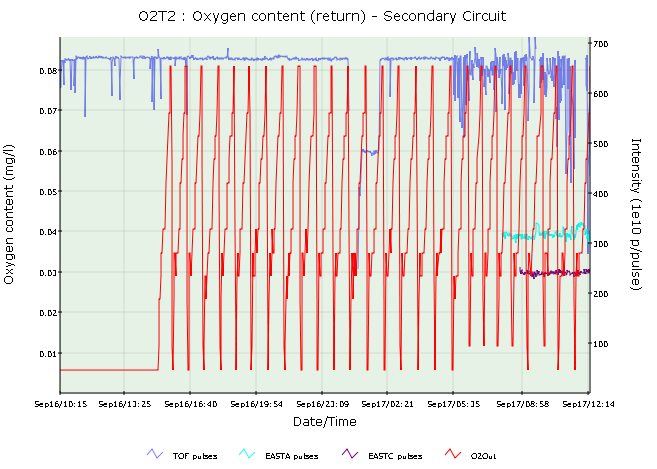 O2T2 : Oxygen content (return) - Secondary Circuit
700
0.08
600
0.07
500
0.06
Oxygen content (mg/l)
Intensity (1e10 p/pulse)
0.05
400
0.04
300
0.03
200
0.02
100
0.01
Sep16/10:15 Sep16/13:25 Sep16/16:40 Sep16/19:54 Sep16/23:09 Sep17/02:21 Sep17/05:35 Sep17/08:58 Sep17/12:14
Date/Time
TOF pulses EASTA pulses EASTC pulses O2Out